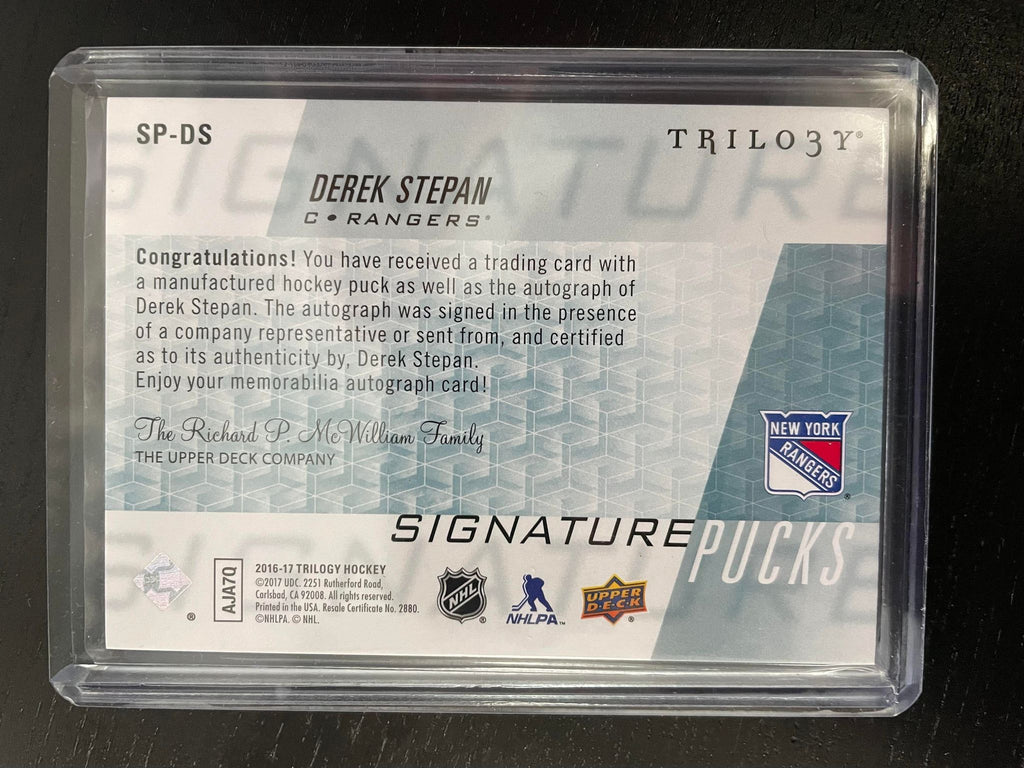 SP-DS
TRILO3Y®
DEREK STEPAN
C • RANGERS®
Congratulations! You have received a trading card with
a manufactured hockey puck as well as the autograph of
Derek Stepan. The autograph was signed in the presence
of a company representative or sent from, and certified
as to its authenticity by, Derek Stepan.
Enjoy your memorabilia autograph card!
The Richard P. McWilliam Family
THE UPPER DECK COMPANY
NEW YORK
RANGERS
®
SIGNATURE PUCKS
SIGNATURE
SIGNATURE
®
AJA7Q
2016-17 TRILOGY HOCKEY
©2017 UDC. 2251 Rutherford Road,
Carlsbad, CA 92008. All rights reserved.
Printed in the USA. Resale Certificate No. 2880.
©NHLPA. © NHL.
NHL®
NHLPA™
UPPER
DECK®